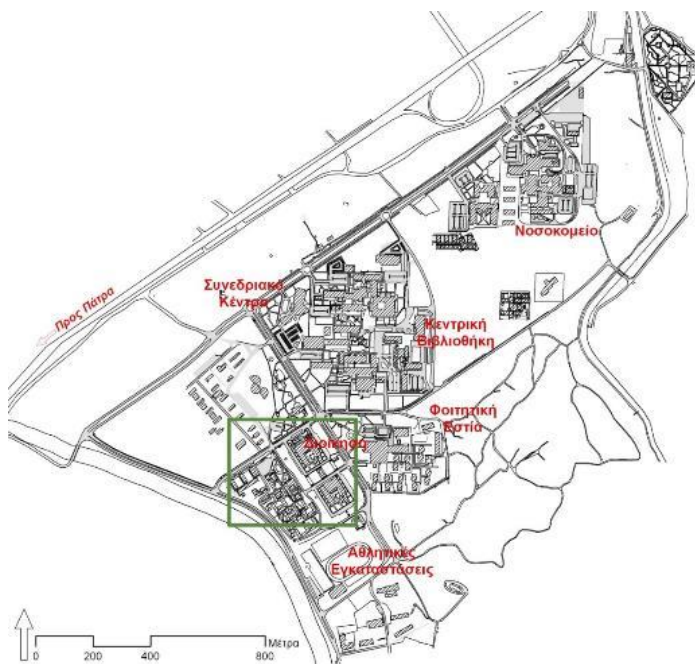 Νοσοκομείο
Συνεδριακό
Κέντρο
Προς Πάτρα
Κεντρική
Βιβλιοθήκη
Φοιτητική
Εστία
Διοίκηση
Αθλητικές
Εγκαταστάσεις
Μέτρα
0 200 400 800